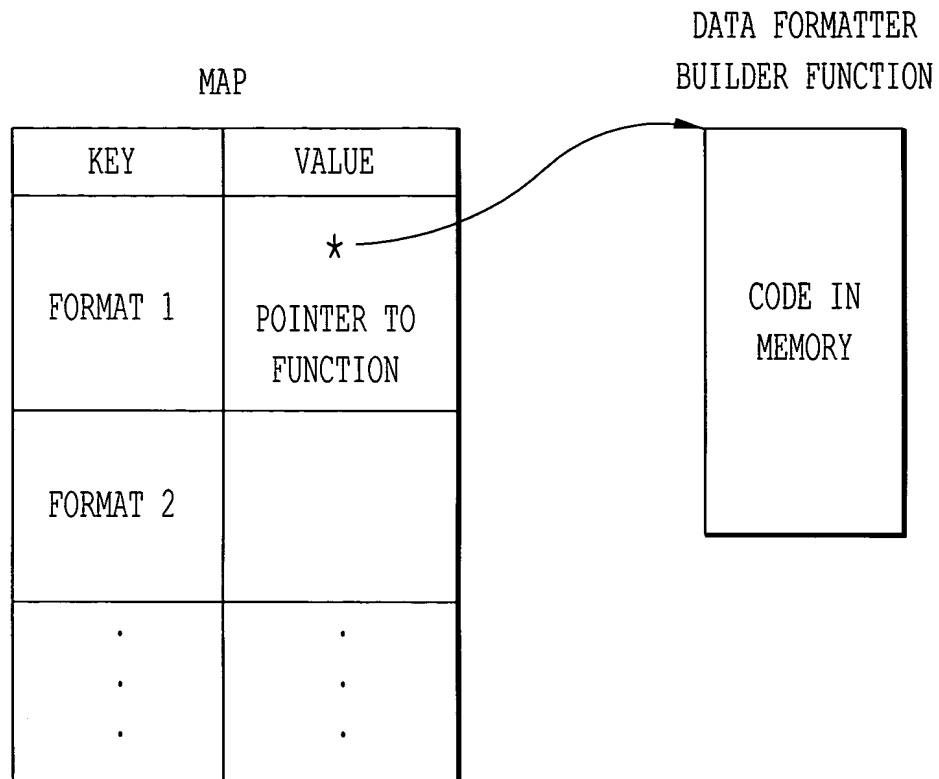 DATA FORMATTER
BUILDER FUNCTION
MAP
KEY VALUE
*
FORMAT 1
POINTER TO
FUNCTION
CODE IN
MEMORY
FORMAT 2
. .
. .
. .